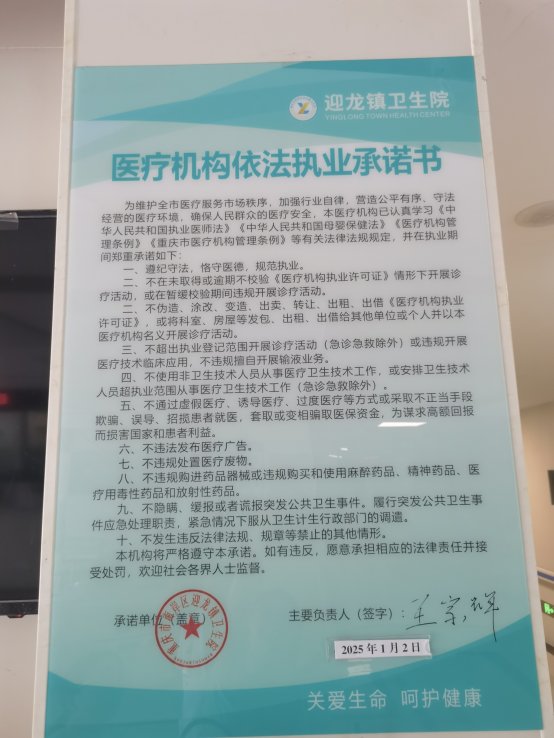 迎龙镇卫生院
YINGLONG TOWN HEALTH CENTER
医疗机构依法执业承诺书
为维护全市医疗服务市场秩序，加强行业自律，营造公平有序、守法
经营的医疗环境，确保人民群众的医疗安全，本医疗机构已认真学习《中
华人民共和国执业医师法》《中华人民共和国母婴保健法》《医疗机构管
理条例》《重庆市医疗机构管理条例》等有关法律法规规定，并在执业期
间郑重承诺如下：
一、遵纪守法，恪守医德，规范执业。
二、不在未取得或逾期不校验《医疗机构执业许可证》情形下开展诊
疗活动，或在暂缓校验期间违规开展诊疗活动。
二、不伪造、涂改、变造、出卖、转让、出租、出借《医疗机构执业
许可证》，或将科室、房屋等发包、出租、出借给其他单位或个人并以本
医疗机构名义开展诊疗活动。
三、不超出执业登记范围开展诊疗活动（急诊急救除外）或违规开展
医疗技术临床应用，不违规擅自开展输液业务。
四、不使用非卫生技术人员从事医疗卫生技术工作，或安排卫生技术
人员超执业范围从事医疗卫生技术工作（急诊急救除外）。
五、不通过虚假医疗、诱导医疗、过度医疗等方式或采取不正当手段
欺骗、误导、招揽患者就医，套取或变相骗取医保资金，为谋求高额回报
而损害国家和患者利益。
六、不违法发布医疗广告。
七、不违规处置医疗废物。
八、不违规购进药品器械或违规购买和使用麻醉药品、精神药品、医
疗用毒性药品和放射性药品。
九、不隐瞒、缓报或者谎报突发公共卫生事件。履行突发公共卫生事
件应急处理职责，紧急情况下服从卫生计生行政部门的调遣。
十、不发生违反法律法规、规章等禁止的其他情形。
本机构将严格遵守本承诺。如有违反，愿意承担相应的法律责任并接
受处罚，欢迎社会各界人士监督。
承诺单位（盖章）
重庆市南岸区迎龙镇卫生院
主要负责人（签字）：
2025年1月2日
关爱生命 呵护健康